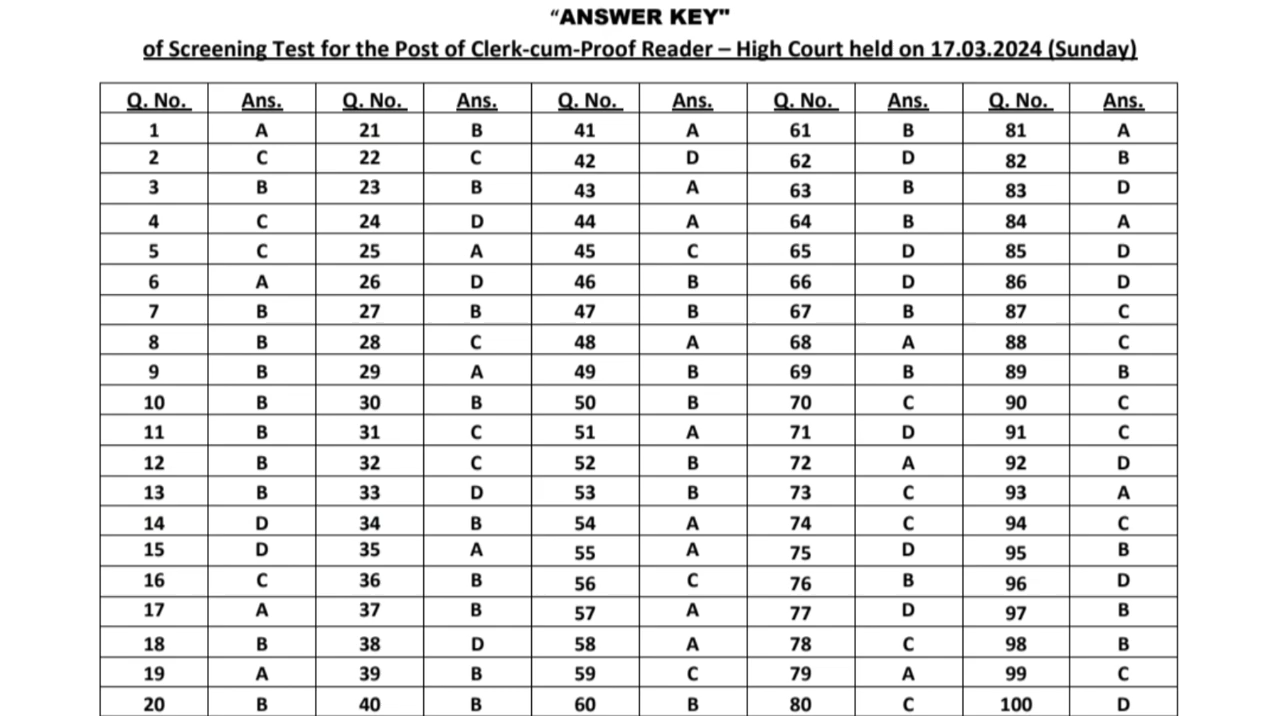 “ANSWER KEY"
of Screening Test for the Post of Clerk-cum-Proof Reader – High Court held on 17.03.2024 (Sunday)
Q. No. Ans. Q. No. Ans. Q. No. Ans. Q. No. Ans. Q. No. Ans.
1 A 21 B 41 A 61 B 81 A
2 C 22 C 42 D 62 D 82 B
3 B 23 B 43 A 63 B 83 D
4 C 24 D 44 A 64 B 84 A
5 C 25 A 45 C 65 D 85 D
6 A 26 D 46 B 66 D 86 D
7 B 27 B 47 B 67 B 87 C
8 B 28 C 48 A 68 A 88 C
9 B 29 A 49 B 69 B 89 B
10 B 30 B 50 B 70 C 90 C
11 B 31 C 51 A 71 D 91 C
12 B 32 C 52 B 72 A 92 D
13 B 33 D 53 B 73 C 93 A
14 D 34 B 54 A 74 C 94 C
15 D 35 A 55 A 75 D 95 B
16 C 36 B 56 C 76 B 96 D
17 A 37 B 57 A 77 D 97 B
18 B 38 D 58 A 78 C 98 B
19 A 39 B 59 C 79 A 99 C
20 B 40 B 60 B 80 C 100 D